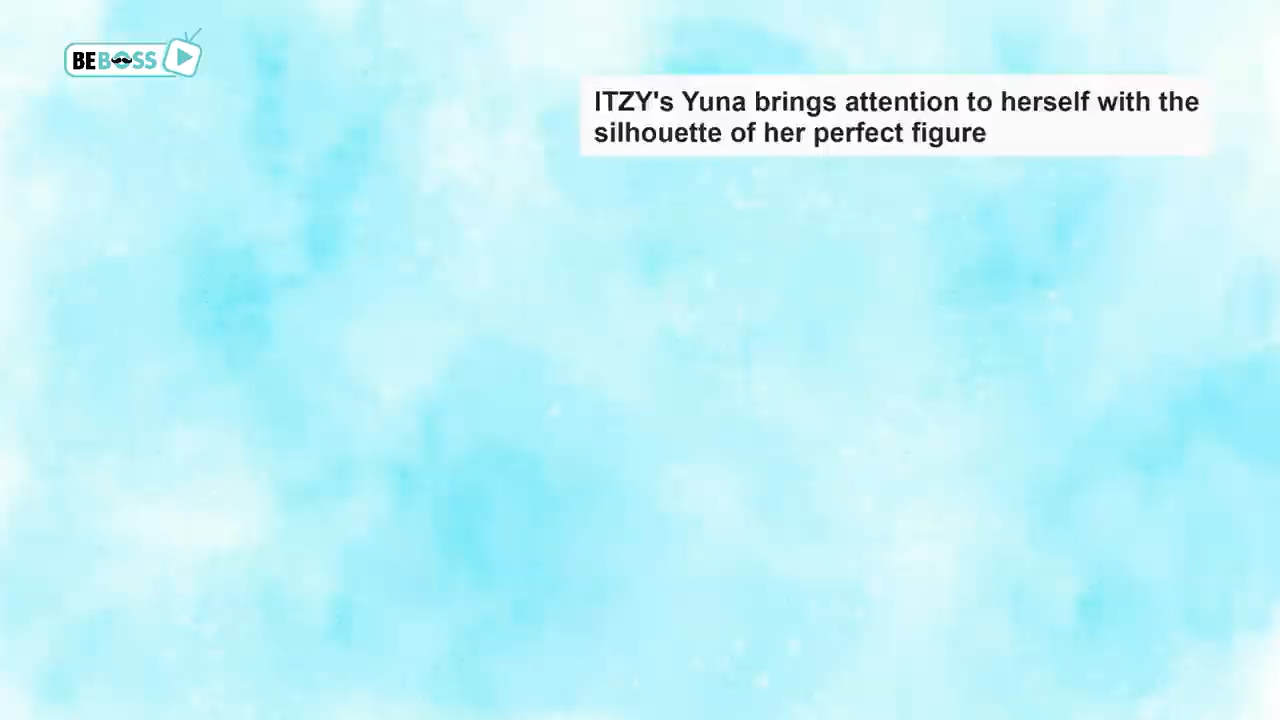 BEBOSS
ITZY's Yuna brings attention to herself with the
silhouette of her perfect figure